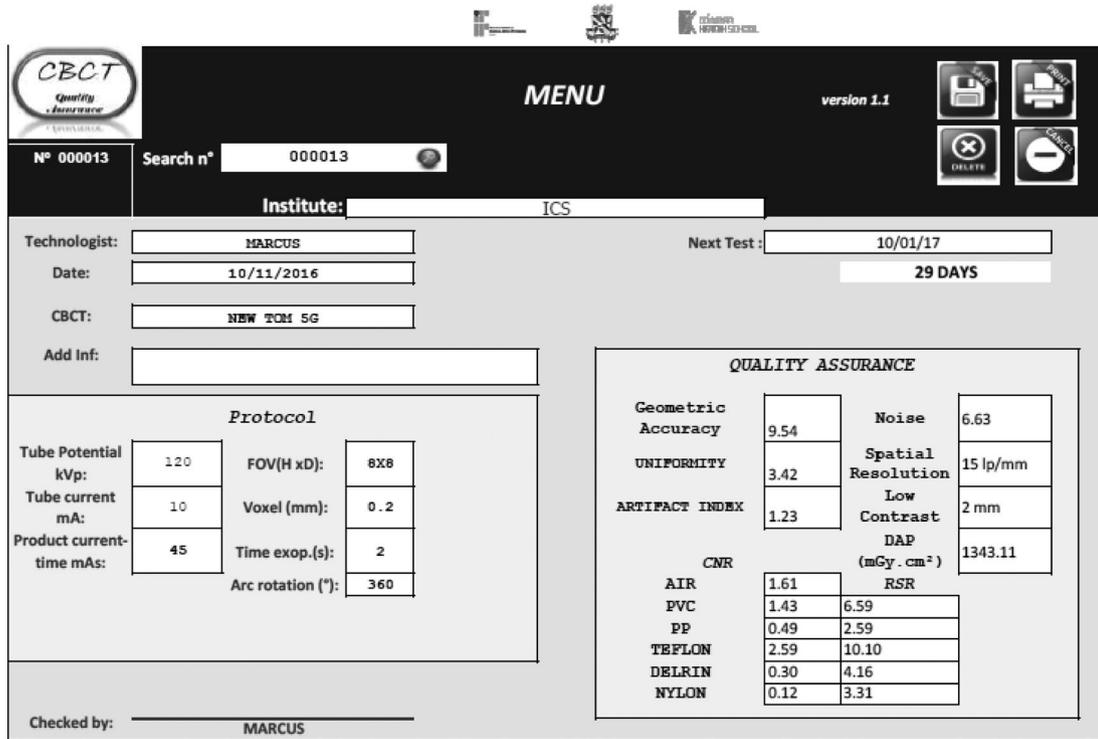 CBCT
Quality
Assurance
MENU
version 1.1
SAVE
PRINT
Nº 000013
Search n° 000013
DELETE
CANCEL
Institute: ICS
Technologist: MARCUS
Next Test : 10/01/17
Date: 10/11/2016
29 DAYS
CBCT: NEW TOM 5G
Add Inf:
QUALITY ASSURANCE
Geometric Accuracy 9.54 Noise 6.63
UNIFORMITY 3.42 Spatial Resolution 15 lp/mm
ARTIFACT INDEX 1.23 Low Contrast 2 mm
DAP (mGy.cm²) 1343.11
CNR RSR
AIR 1.61
PVC 1.43 6.59
PP 0.49 2.59
TEFLON 2.59 10.10
DELRIN 0.30 4.16
NYLON 0.12 3.31
Protocol
Tube Potential kVp: 120 FOV(H xD): 8X8
Tube current mA: 10 Voxel (mm): 0.2
Product current-time mAs: 45 Time exop.(s): 2
Arc rotation (°): 360
Checked by: MARCUS